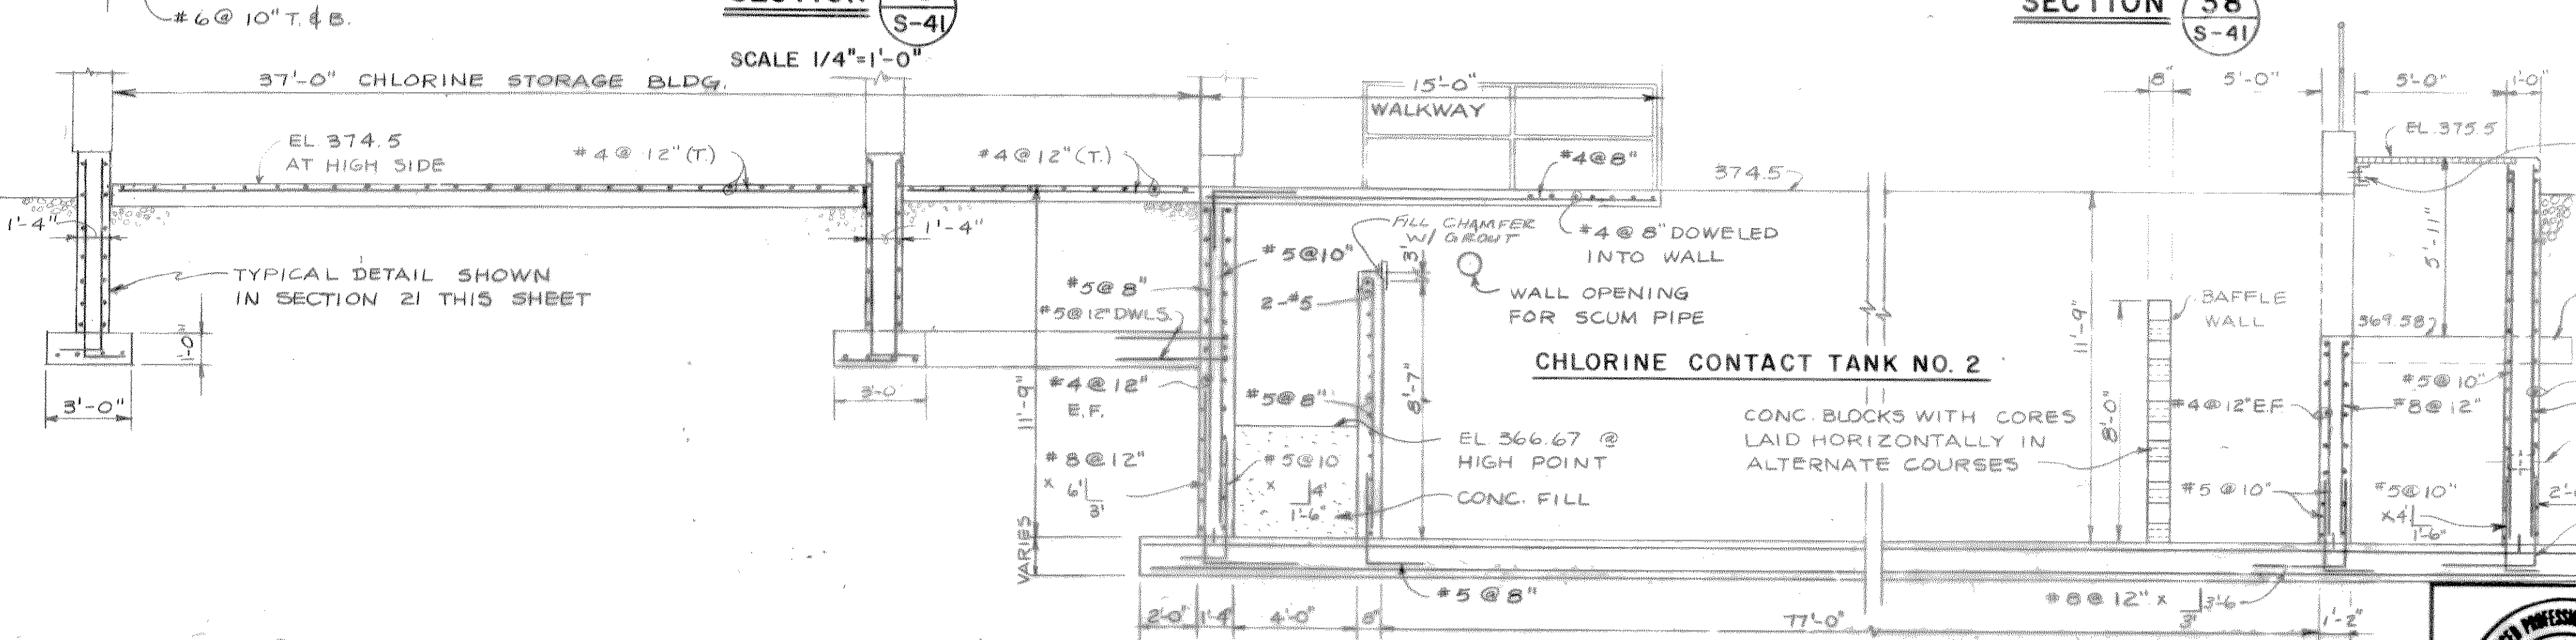 #6@ 10" T. & B.
SECTION
S-41
SCALE 1/4"=1'-0"
SECTION
38
S-41
37'-0" CHLORINE STORAGE BLDG.
15'-0"
WALKWAY
8"
5'-0"
5'-0"
1'-0"
EL 374.5
AT HIGH SIDE
#4@12"(T.)
#4@12"(T.)
#4@8"
374.5
EL. 375.5
1'-4"
1'-4"
FILL CHAMFER
W/ GROUT
3"
#4@8" DOWELED
INTO WALL
TYPICAL DETAIL SHOWN
IN SECTION 21 THIS SHEET
#5@10"
#5@8"
#5@12" DWLS.
2-#5
WALL OPENING
FOR SCUM PIPE
5'-11"
11'-9"
BAFFLE
WALL
369.58
1'-0"
CHLORINE CONTACT TANK NO. 2
3'-0"
3'-0"
11'-9"
#4@12"
E.F.
#5@8"
8'-7"
CONC. BLOCKS WITH CORES
LAID HORIZONTALLY IN
ALTERNATE COURSES
8'-0"
#5@10"
#4@12" E.F.
#8@12"
EL 366.67 @
HIGH POINT
#8@12"
x 6'
3'
#5@10
x 4'
1'-6"
CONC. FILL
#5@10"
#5@10"
x4'
1'-6"
VARIES
#5@8"
#8@12" x 3'-6
3'
2'-0"
1'-4"
4'-0"
8"
77'-0"
1'-2"
PROFESSI